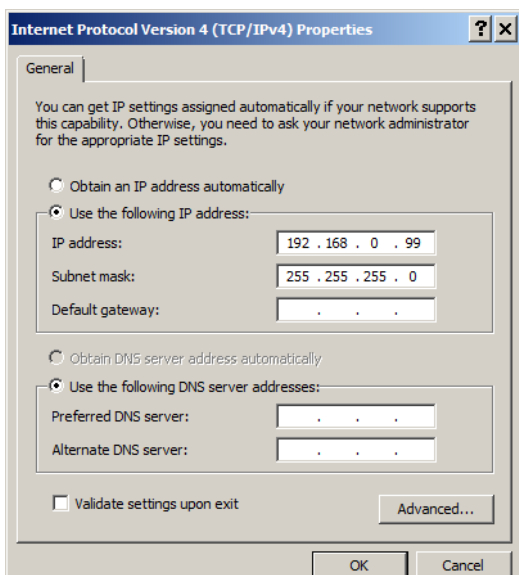 Internet Protocol Version 4 (TCP/IPv4) Properties ? X
General
You can get IP settings assigned automatically if your network supports
this capability. Otherwise, you need to ask your network administrator
for the appropriate IP settings.
Obtain an IP address automatically
Use the following IP address:
IP address: 192 . 168 . 0 . 99
Subnet mask: 255 . 255 . 255 . 0
Default gateway: . . .
Obtain DNS server address automatically
Use the following DNS server addresses:
Preferred DNS server: . . .
Alternate DNS server: . . .
Validate settings upon exit Advanced...
OK Cancel